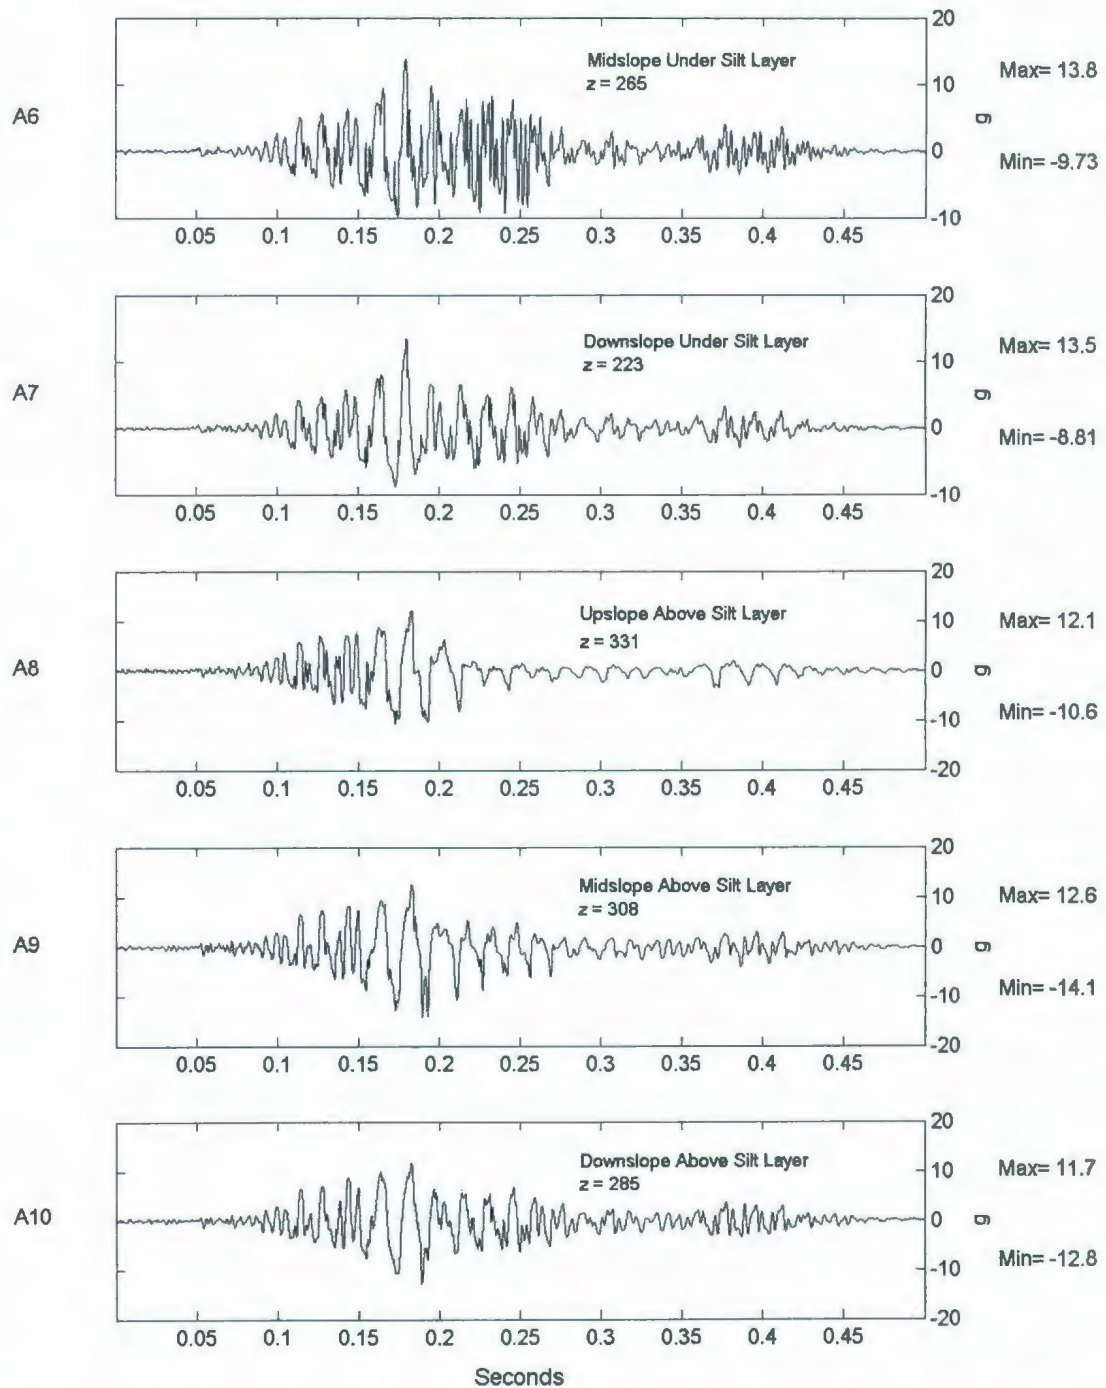 A6
Midslope Under Silt Layer
z = 265
20
10
0
-10
g
Max= 13.8
Min= -9.73
0.05 0.1 0.15 0.2 0.25 0.3 0.35 0.4 0.45
A7
Downslope Under Silt Layer
z = 223
20
10
0
-10
g
Max= 13.5
Min= -8.81
0.05 0.1 0.15 0.2 0.25 0.3 0.35 0.4 0.45
A8
Upslope Above Silt Layer
z = 331
20
10
0
-10
-20
g
Max= 12.1
Min= -10.6
0.05 0.1 0.15 0.2 0.25 0.3 0.35 0.4 0.45
A9
Midslope Above Silt Layer
z = 308
20
10
0
-10
-20
g
Max= 12.6
Min= -14.1
0.05 0.1 0.15 0.2 0.25 0.3 0.35 0.4 0.45
A10
Downslope Above Silt Layer
z = 285
20
10
0
-10
-20
g
Max= 11.7
Min= -12.8
0.05 0.1 0.15 0.2 0.25 0.3 0.35 0.4 0.45
Seconds